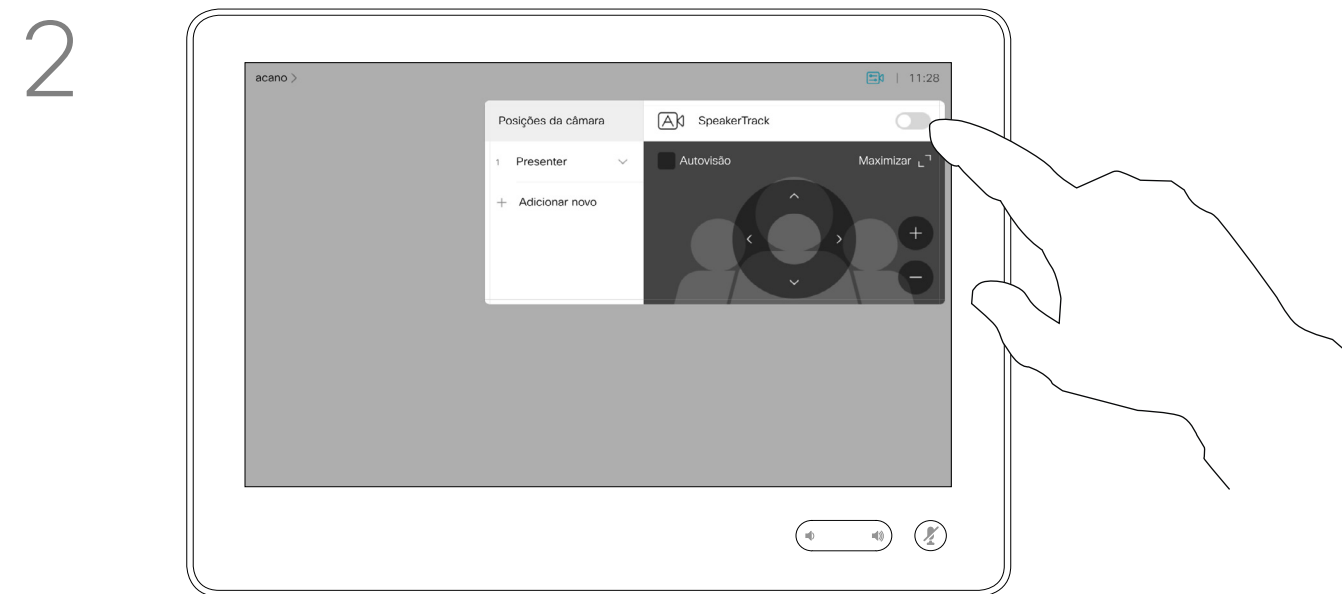 2
acano >
11:28
Posições da câmara
SpeakerTrack
1 Presenter
Autovisão
Maximizar
+ Adicionar novo